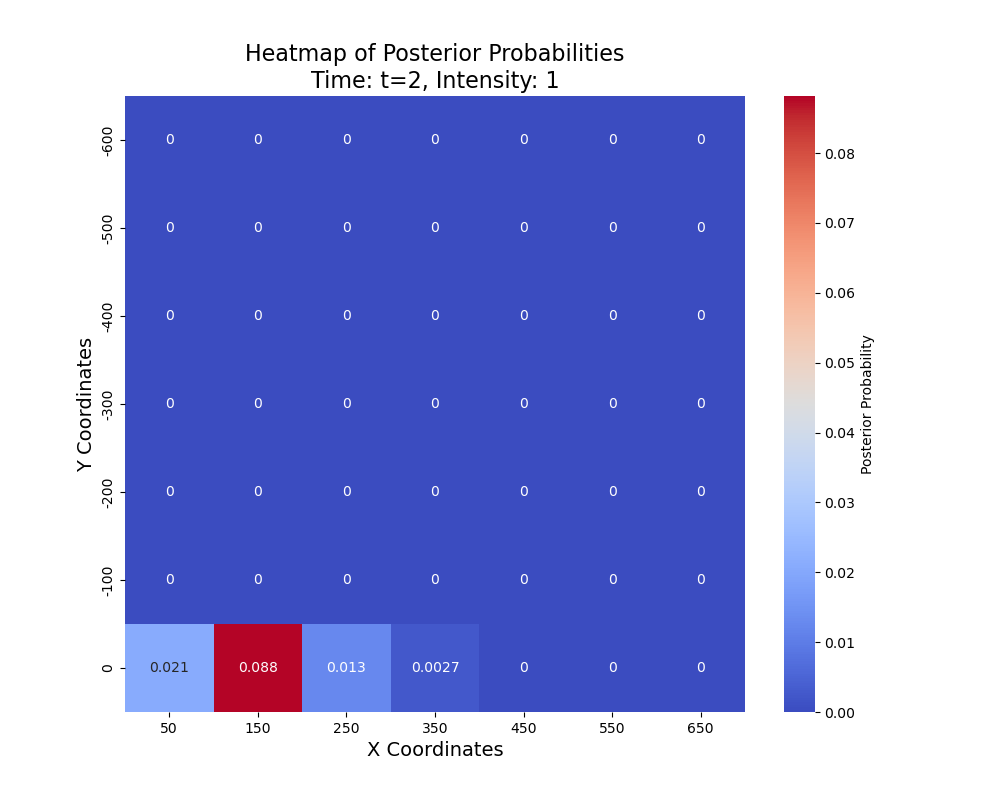 Heatmap of Posterior Probabilities
Time: t=2, Intensity: 1
Y Coordinates
-600 0 0 0 0 0 0 0
-500 0 0 0 0 0 0 0
-400 0 0 0 0 0 0 0
-300 0 0 0 0 0 0 0
-200 0 0 0 0 0 0 0
-100 0 0 0 0 0 0 0
0 0.021 0.088 0.013 0.0027 0 0 0
50 150 250 350 450 550 650
X Coordinates
0.08
0.07
0.06
0.05
0.04
0.03
0.02
0.01
0.00
Posterior Probability